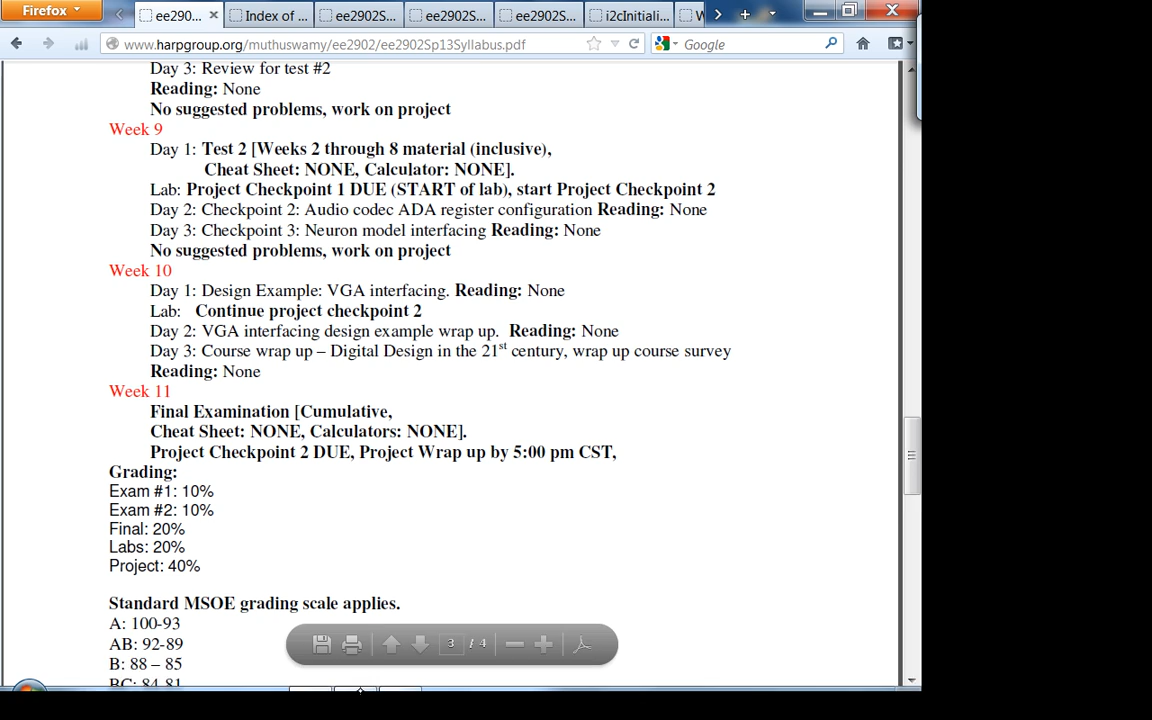 Firefox
ee290...
Index of ...
ee2902S...
ee2902S...
ee2902S...
i2cInitiali...
www.harpgroup.org/muthuswamy/ee2902/ee2902Sp13Syllabus.pdf
Google
Day 3: Review for test #2
Reading: None
No suggested problems, work on project
Week 9
Day 1: Test 2 [Weeks 2 through 8 material (inclusive),
Cheat Sheet: NONE, Calculator: NONE].
Lab: Project Checkpoint 1 DUE (START of lab), start Project Checkpoint 2
Day 2: Checkpoint 2: Audio codec ADA register configuration Reading: None
Day 3: Checkpoint 3: Neuron model interfacing Reading: None
No suggested problems, work on project
Week 10
Day 1: Design Example: VGA interfacing. Reading: None
Lab: Continue project checkpoint 2
Day 2: VGA interfacing design example wrap up. Reading: None
Day 3: Course wrap up – Digital Design in the 21st century, wrap up course survey
Reading: None
Week 11
Final Examination [Cumulative,
Cheat Sheet: NONE, Calculators: NONE].
Project Checkpoint 2 DUE, Project Wrap up by 5:00 pm CST,
Grading:
Exam #1: 10%
Exam #2: 10%
Final: 20%
Labs: 20%
Project: 40%
Standard MSOE grading scale applies.
A: 100-93
AB: 92-89
3 / 4
B: 88 – 85
BC: 84-81